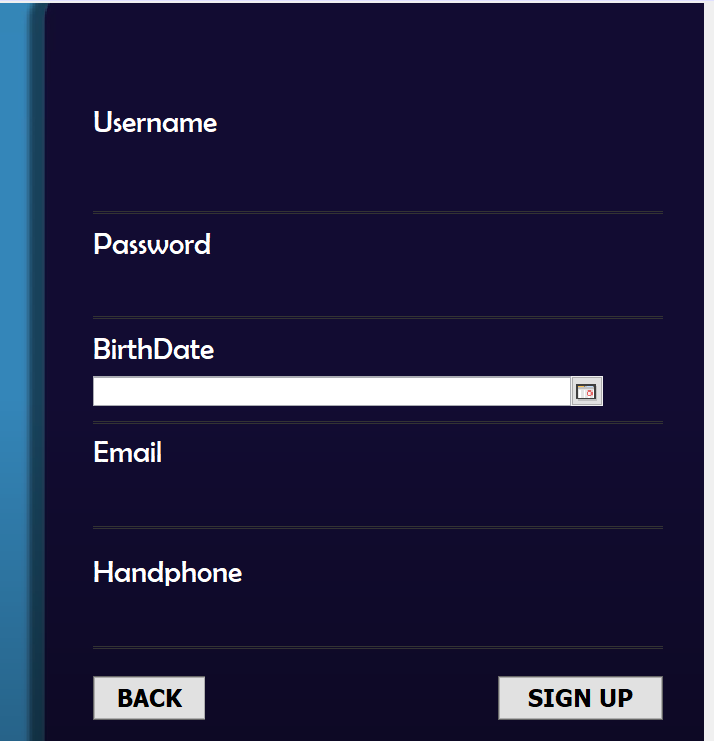 Username
Password
BirthDate
Email
Handphone
BACK SIGN UP